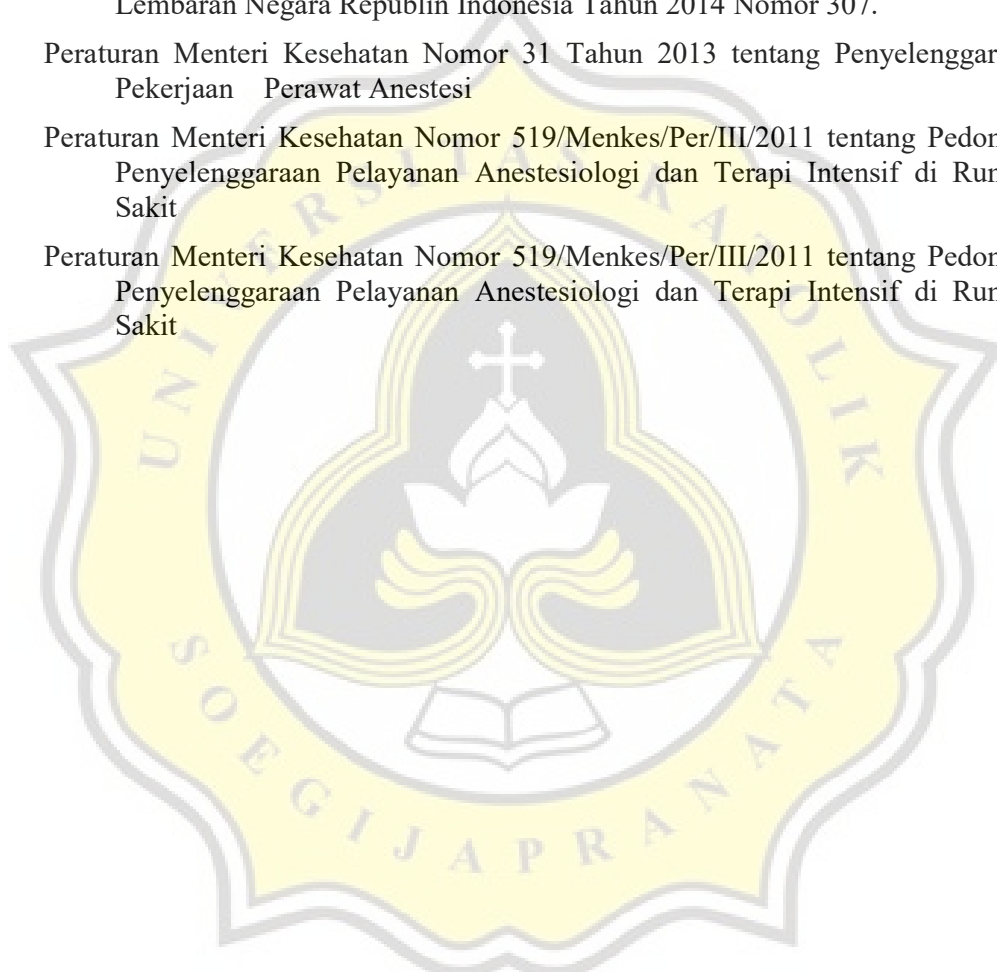 Lembaran Negara Republin Indonesia Tahun 2014 Nomor 307.
Peraturan Menteri Kesehatan Nomor 31 Tahun 2013 tentang Penyelenggar
Pekerjaan Perawat Anestesi
Peraturan Menteri Kesehatan Nomor 519/Menkes/Per/III/2011 tentang Pedon
Penyelenggaraan Pelayanan Anestesiologi dan Terapi Intensif di Run
Sakit
Peraturan Menteri Kesehatan Nomor 519/Menkes/Per/III/2011 tentang Pedon
Penyelenggaraan Pelayanan Anestesiologi dan Terapi Intensif di Run
Sakit
UNIVERSITAS KATOLIK
SOEGIJAPRANATA